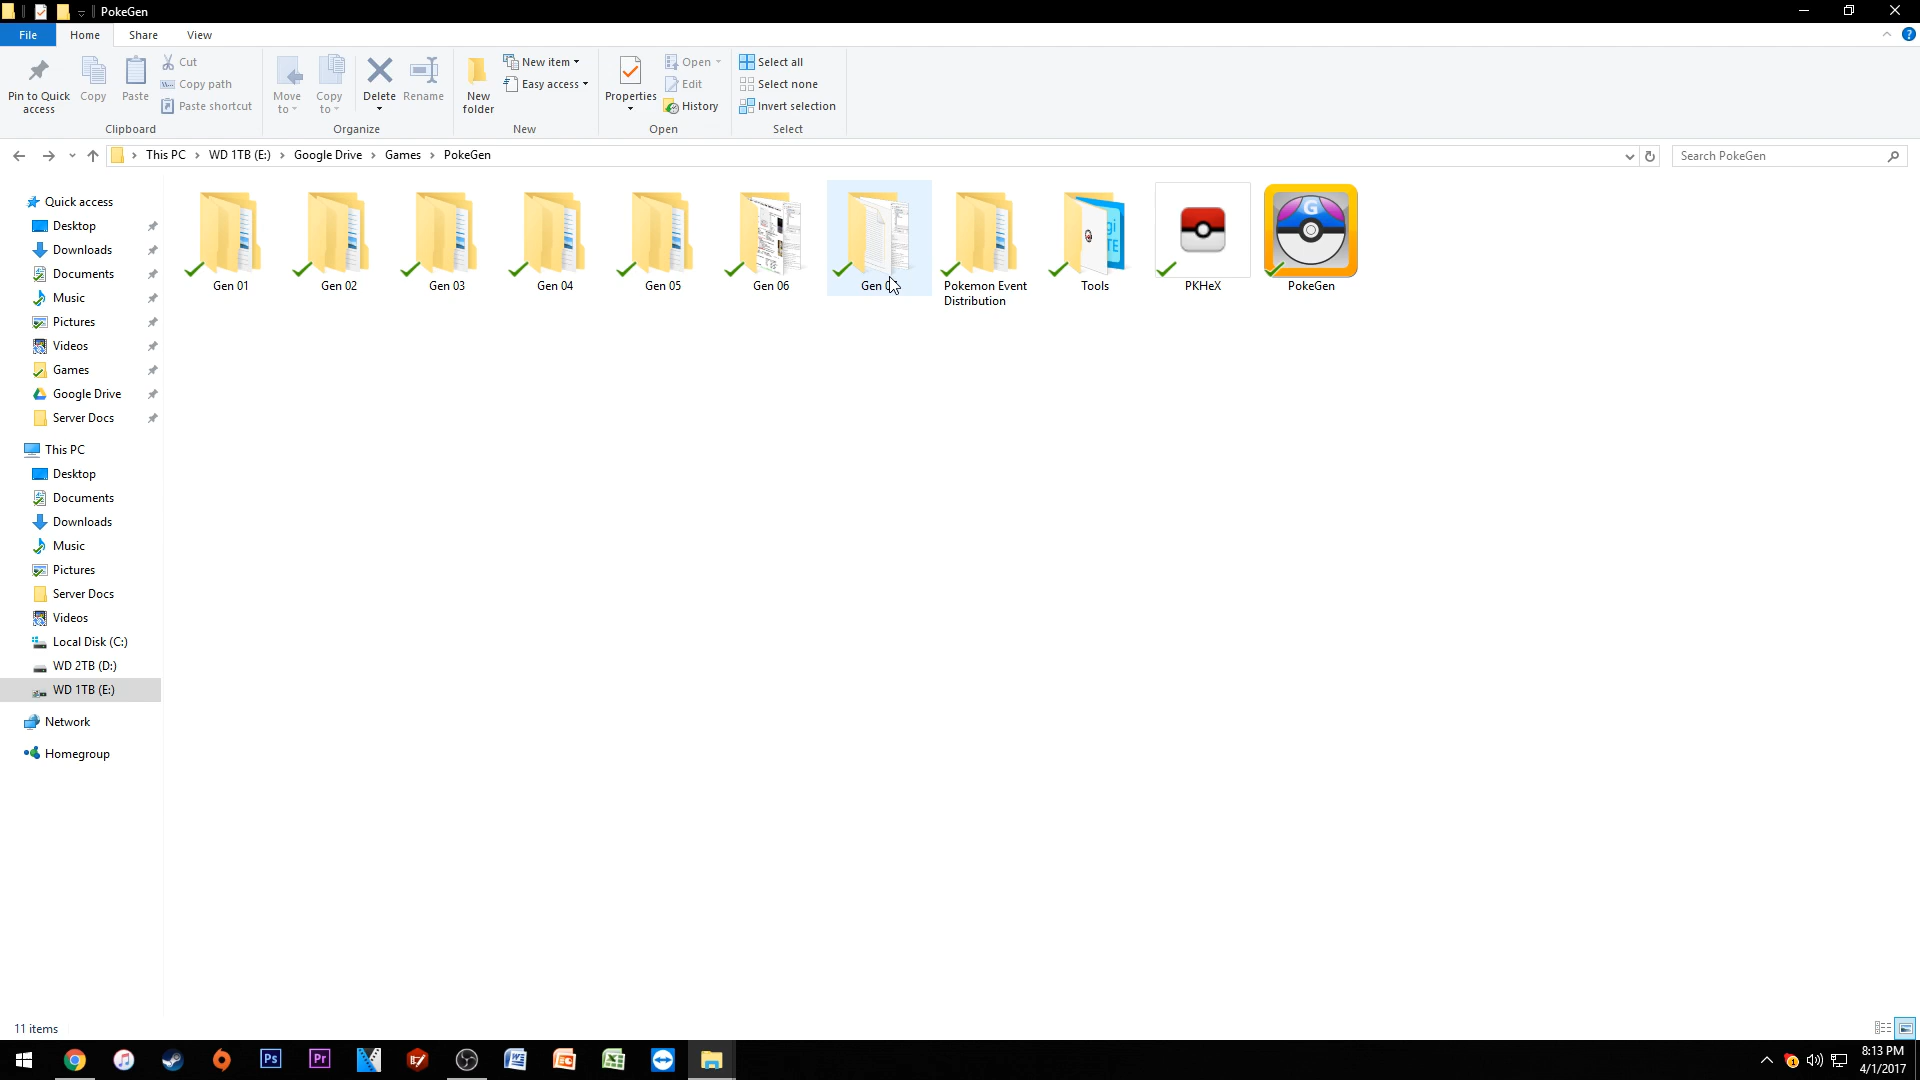 PokeGen
File Home Share View
Pin to Quick access
Copy
Paste
Cut
Copy path
Paste shortcut
Clipboard
Move to
Copy to
Delete
Rename
Organize
New folder
New item
Easy access
New
Properties
Open
Edit
History
Open
Select all
Select none
Invert selection
Select
This PC > WD 1TB (E:) > Google Drive > Games > PokeGen
Search PokeGen
Quick access
Desktop
Downloads
Documents
Music
Pictures
Videos
Games
Google Drive
Server Docs
This PC
Desktop
Documents
Downloads
Music
Pictures
Server Docs
Videos
Local Disk (C:)
WD 2TB (D:)
WD 1TB (E:)
Network
Homegroup
Gen 01
Gen 02
Gen 03
Gen 04
Gen 05
Gen 06
Gen
Pokemon Event
Distribution
Tools
PKHeX
PokeGen
11 items
Ps
Pr
8:13 PM
4/1/2017